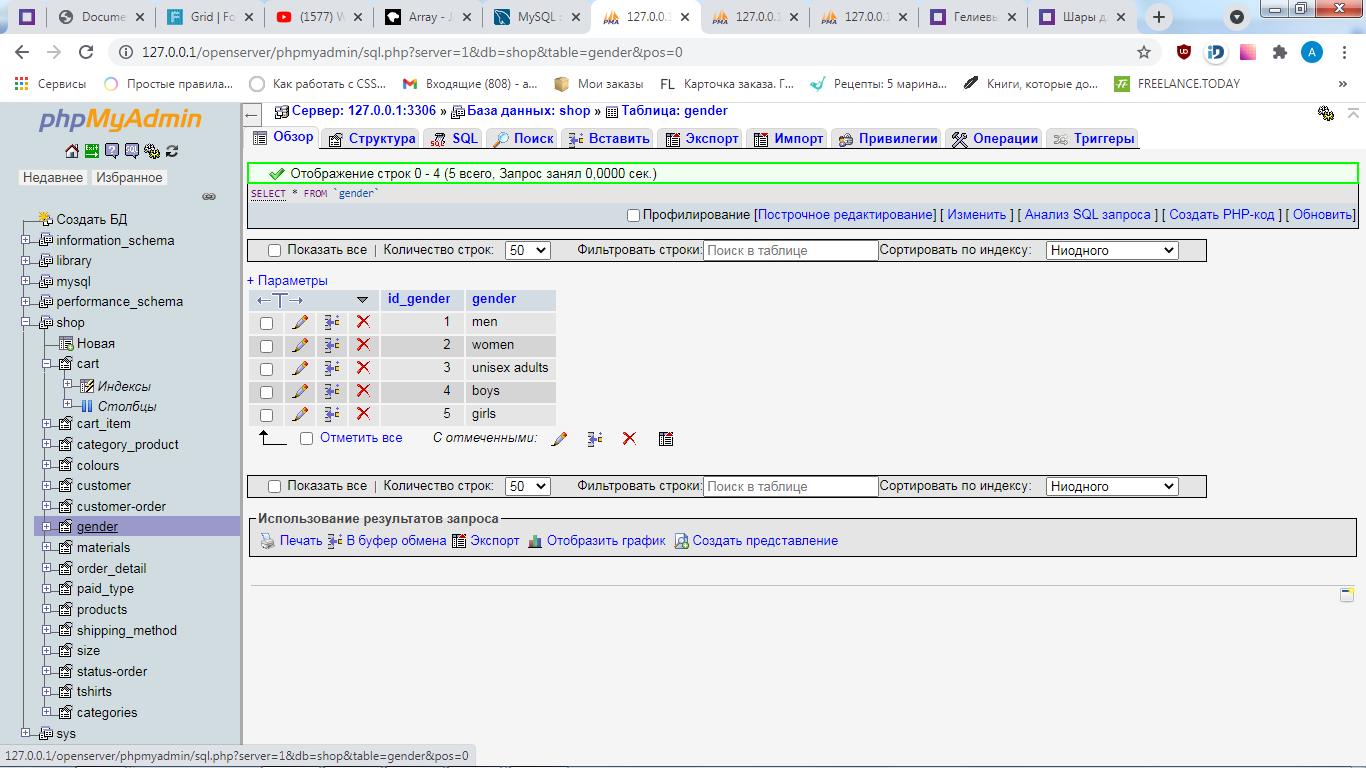 Docume
Grid | Fo
(1577) W
Array - J
MySQL :
127.0.0.1
127.0.0.1
127.0.0.1
Гелиевы
Шары д
127.0.0.1/openserver/phpmyadmin/sql.php?server=1&db=shop&table=gender&pos=0
A
Сервисы
Простые правила...
Как работать с CSS...
Входящие (808) - a...
Мои заказы
FL Карточка заказа. Г...
Рецепты: 5 марина...
Книги, которые до...
FREELANCE.TODAY
»
phpMyAdmin
Недавнее Избранное
Создать БД
information_schema
library
mysql
performance_schema
shop
Новая
cart
Индексы
Столбцы
cart_item
category_product
colours
customer
customer-order
gender
materials
order_detail
paid_type
products
shipping_method
size
status-order
tshirts
categories
sys
127.0.0.1/openserver/phpmyadmin/sql.php?server=1&db=shop&table=gender&pos=0
Сервер: 127.0.0.1:3306 » База данных: shop » Таблица: gender
Обзор Структура SQL Поиск Вставить Экспорт Импорт Привилегии Операции Триггеры
Отображение строк 0 - 4 (5 всего, Запрос занял 0,0000 сек.)
SELECT * FROM `gender`
Профилирование [Построчное редактирование] [ Изменить ] [ Анализ SQL запроса ] [ Создать PHP-код ] [ Обновить]
Показать все | Количество строк: 50 Фильтровать строки: Поиск в таблице Сортировать по индексу: Ниодного
+ Параметры
←T→ id_gender gender
1 men
2 women
3 unisex adults
4 boys
5 girls
Отметить все С отмеченными:
Показать все | Количество строк: 50 Фильтровать строки: Поиск в таблице Сортировать по индексу: Ниодного
Использование результатов запроса
Печать В буфер обмена Экспорт Отобразить график Создать представление